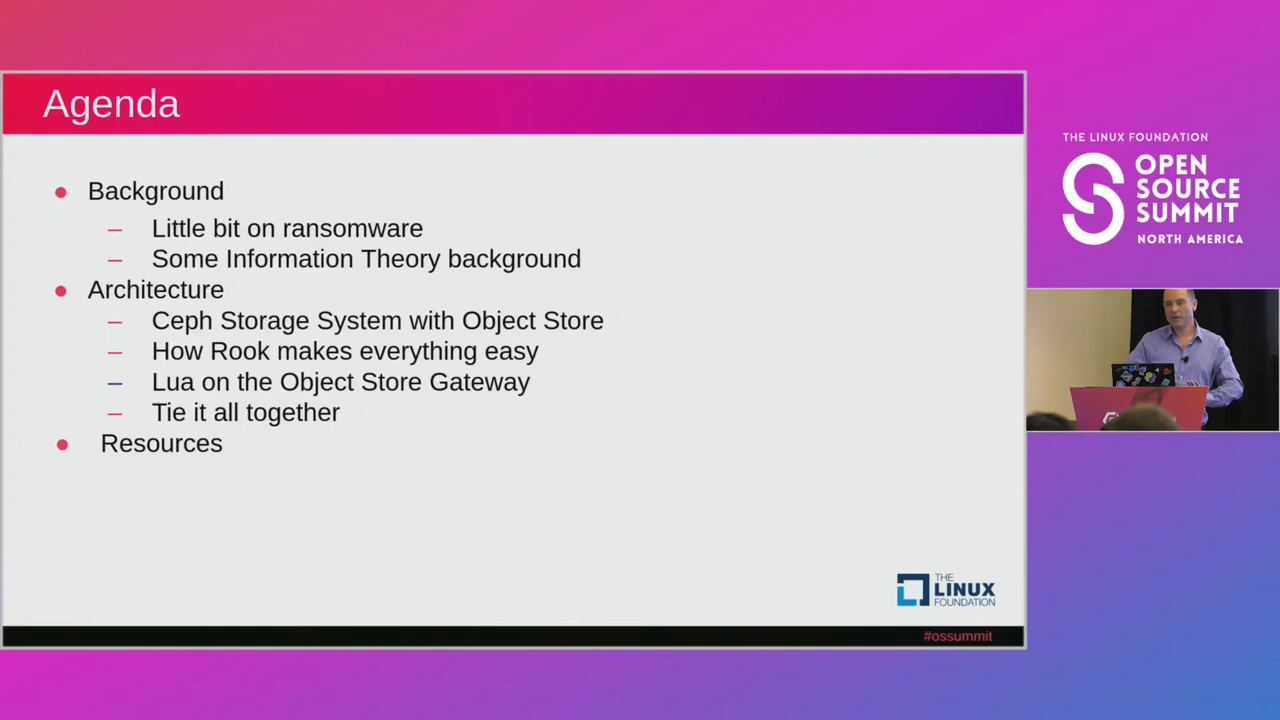 Agenda
Background
– Little bit on ransomware
– Some Information Theory background
Architecture
– Ceph Storage System with Object Store
– How Rook makes everything easy
– Lua on the Object Store Gateway
– Tie it all together
Resources
THE
LINUX
FOUNDATION
#ossummit
THE LINUX FOUNDATION
OPEN
SOURCE
SUMMIT
NORTH AMERICA